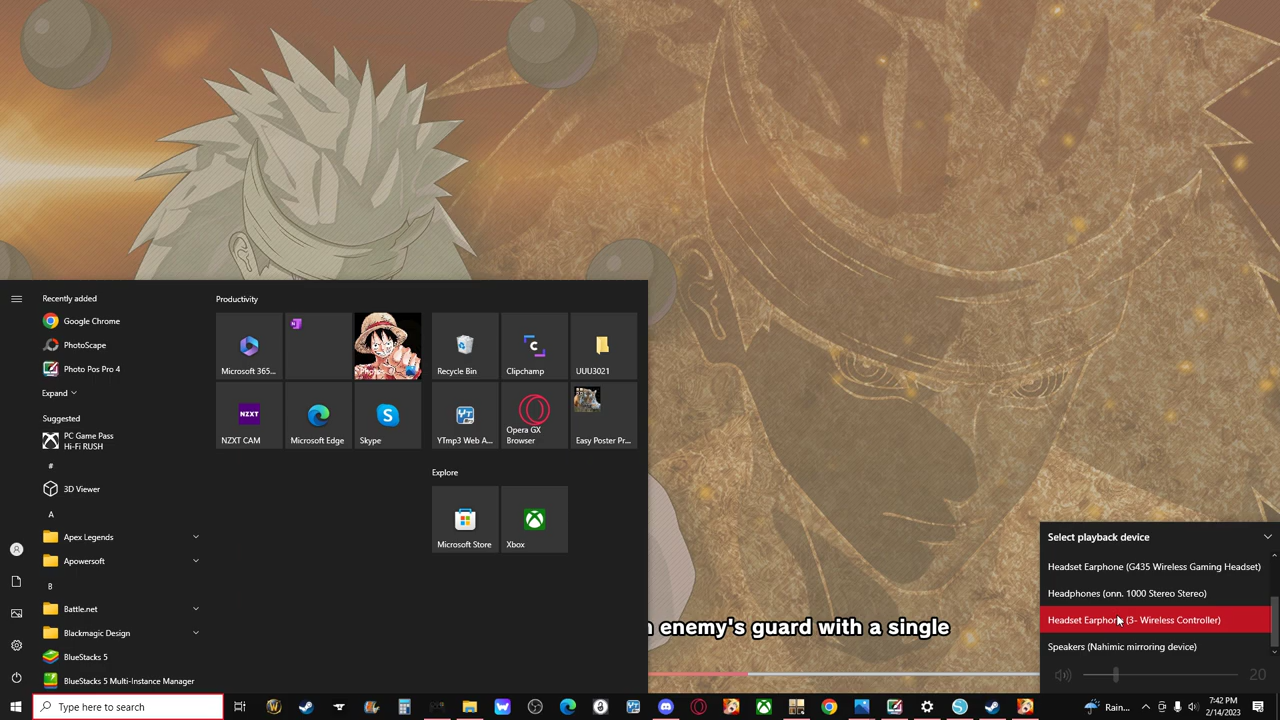 Recently added
Google Chrome
PhotoScape
Photo Pos Pro 4
Expand
Suggested
PC Game Pass
Hi-Fi RUSH
#
3D Viewer
A
Apex Legends
Apowersoft
B
Battle.net
Blackmagic Design
BlueStacks 5
BlueStacks 5 Multi-Instance Manager
Productivity
Microsoft 365...
Photos
Recycle Bin
Clipchamp
UUU3021
NZXT
NZXT CAM
Microsoft Edge
Skype
YTmp3 Web A...
Opera GX
Browser
Easy Poster Pr...
Explore
Microsoft Store
Xbox
enemy's guard with a single
Select playback device
Headset Earphone (G435 Wireless Gaming Headset)
Headphones (onn. 1000 Stereo Stereo)
Headset Earphone (3- Wireless Controller)
Speakers (Nahimic mirroring device)
20
Type here to search
Rain...
7:42 PM
2/14/2023